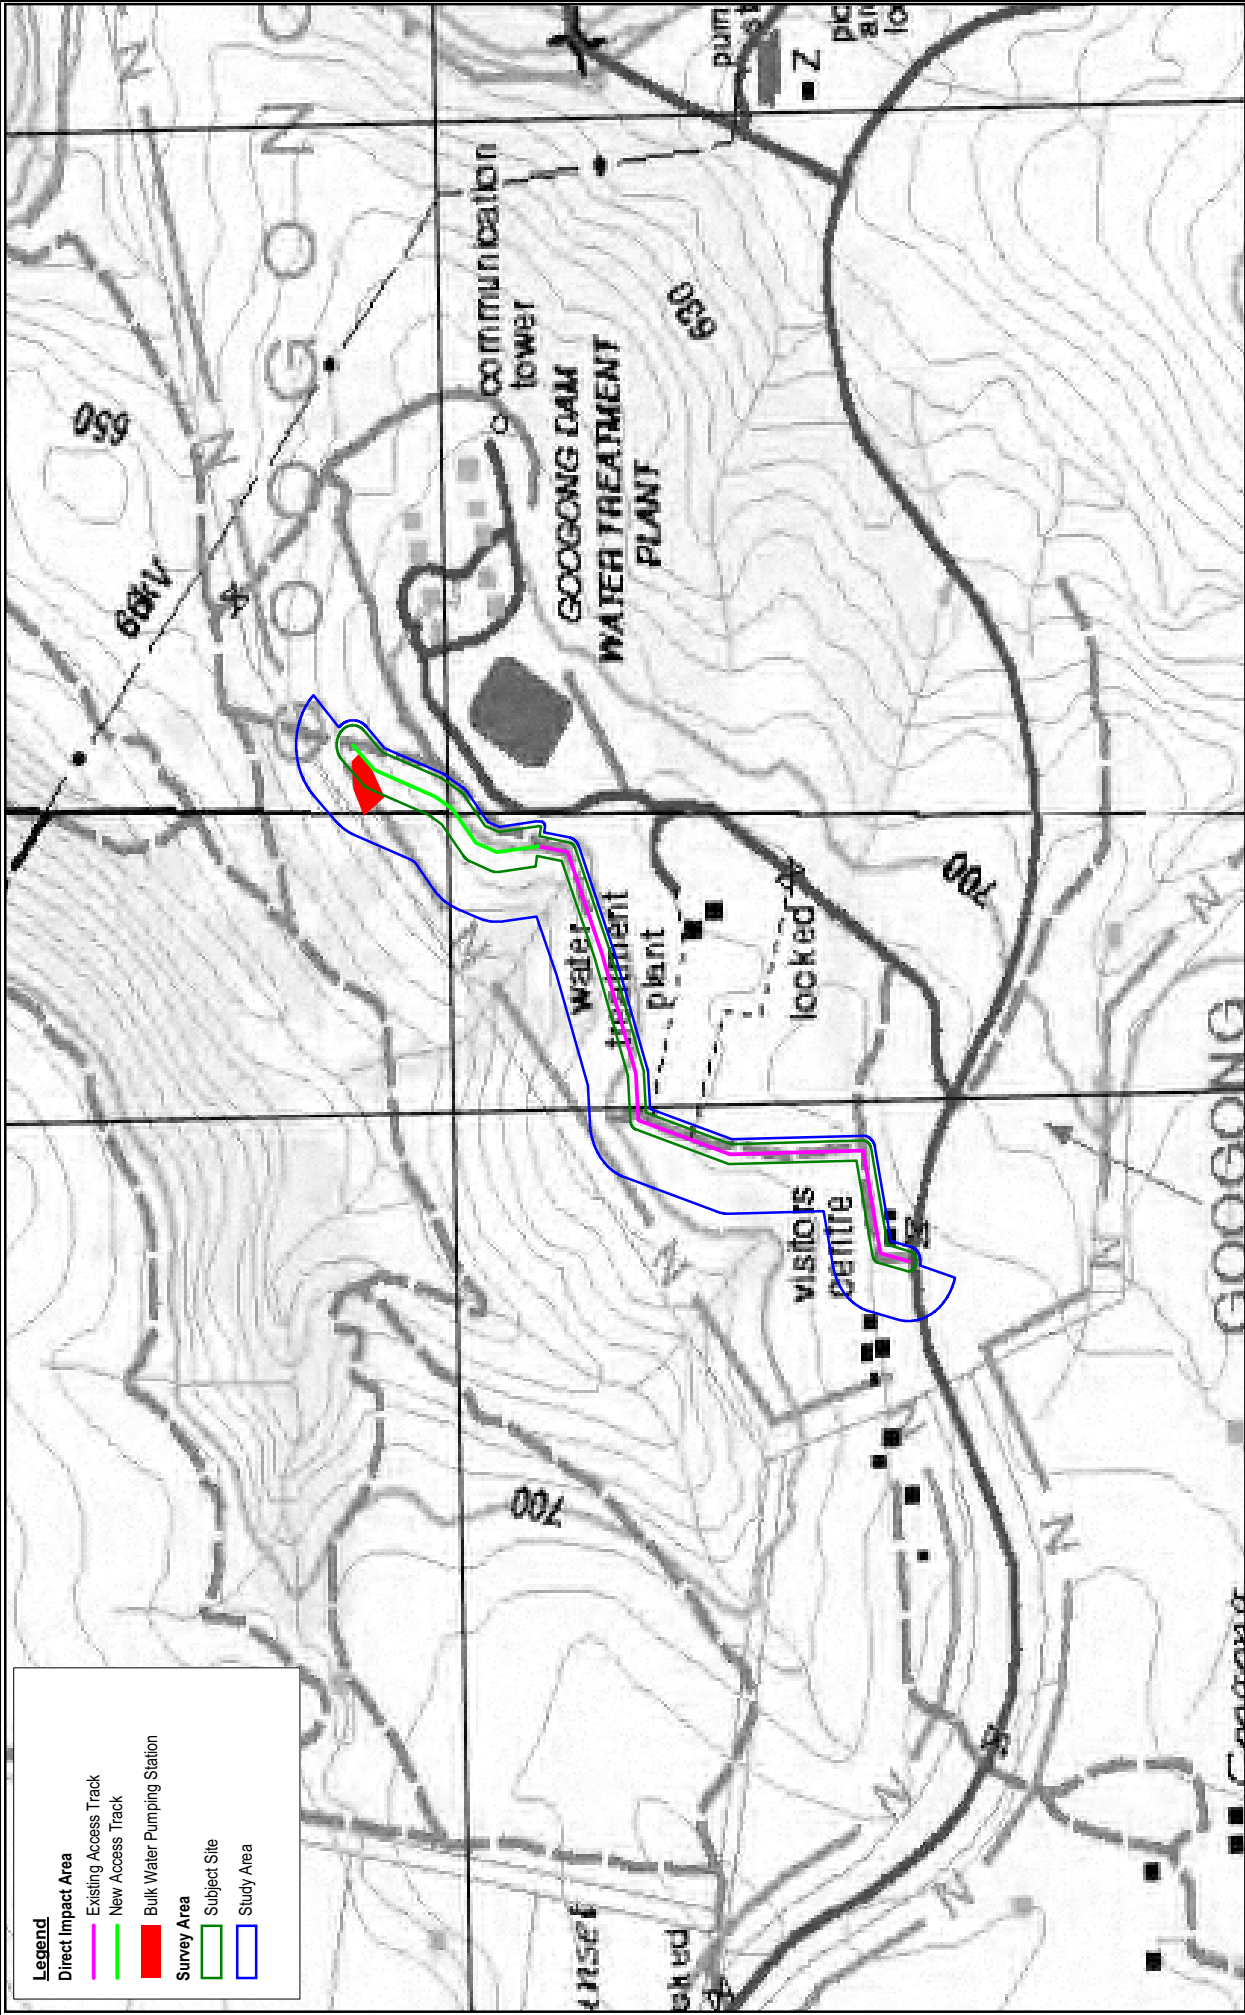 Legend
Direct Impact Area
Existing Access Track
New Access Track
Bulk Water Pumping Station
Survey Area
Subject Site
Study Area
66kV
650
GOOGONG DAM
WATER TREATMENT
PLANT
communication
tower
630
water
treatment
plant
locked
visitors
centre
700
700
GOOGONG
N
N
N
N
N
N
N
N
N
N
Z